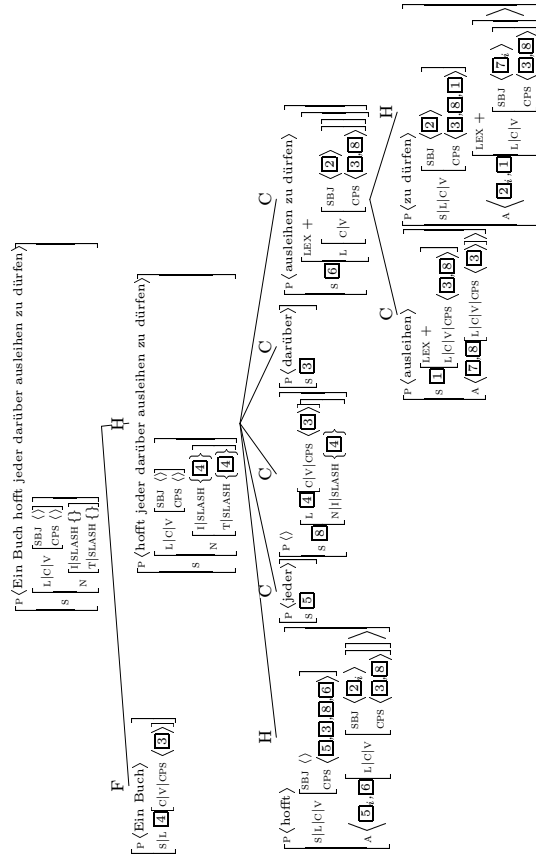 P ⟨Ein Buch hofft jeder darüber ausleihen zu dürfen⟩
S [ L|C|V [ SBJ ⟨⟩
CPS ⟨⟩ ]
N [ I|SLASH {}
T|SLASH {} ] ]
F
H
P ⟨Ein Buch⟩
S|L 4 [ C|V|CPS ⟨3⟩ ]
P ⟨hofft jeder darüber ausleihen zu dürfen⟩
S [ L|C|V [ SBJ ⟨⟩
CPS ⟨⟩ ]
N [ I|SLASH { 4 }
T|SLASH { 4 } ] ]
H
C
C
C
C
P ⟨hofft⟩
S|L|C|V [ SBJ ⟨⟩
CPS ⟨5, 3, 8, 6⟩ ]
A ⟨ 5i, 6 [ L|C|V [ SBJ ⟨2i⟩
CPS ⟨3, 8⟩ ] ] ⟩
P ⟨jeder⟩
S 5
P ⟨⟩
S 8 [ L 4 [ C|V|CPS ⟨3⟩ ]
N|I|SLASH { 4 } ]
P ⟨darüber⟩
S 3
P ⟨ausleihen zu dürfen⟩
S 6 [ LEX +
L [ C|V [ SBJ ⟨2⟩
CPS ⟨3, 8⟩ ] ] ]
C
H
P ⟨ausleihen⟩
S 1 [ LEX +
L|C|V|CPS ⟨3, 8⟩ ]
A ⟨7, 8 [ L|C|V|CPS ⟨3⟩ ]⟩
P ⟨zu dürfen⟩
S|L|C|V [ SBJ ⟨2⟩
CPS ⟨3, 8, 1⟩ ]
A ⟨ 2i, 1 [ LEX +
L|C|V [ SBJ ⟨7i⟩
CPS ⟨3, 8⟩ ] ] ⟩